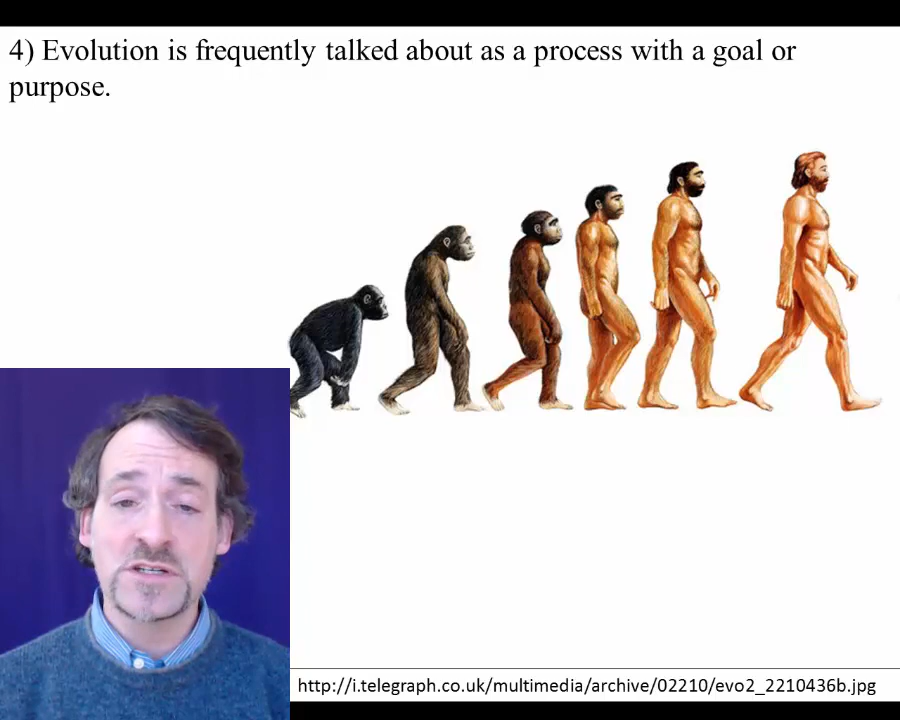 4) Evolution is frequently talked about as a process with a goal or
purpose.
http://i.telegraph.co.uk/multimedia/archive/02210/evo2_2210436b.jpg